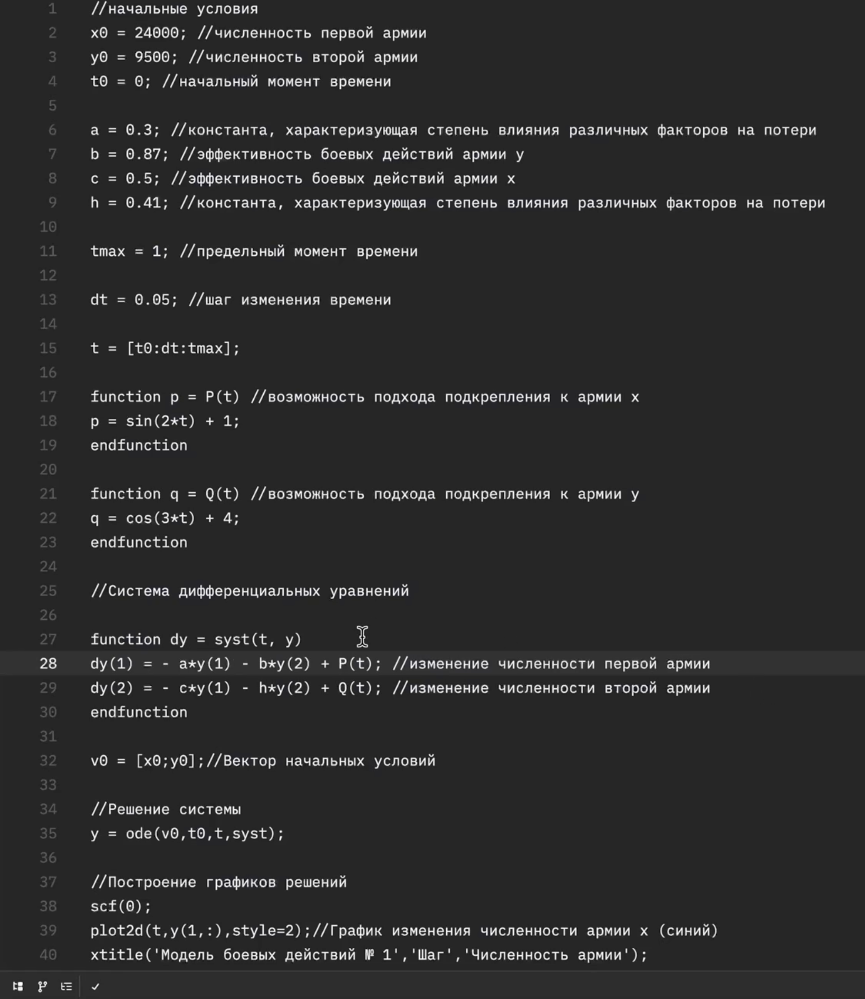 1 //начальные условия
2 x0 = 24000; //численность первой армии
3 y0 = 9500; //численность второй армии
4 t0 = 0; //начальный момент времени
5
6 a = 0.3; //константа, характеризующая степень влияния различных факторов на потери
7 b = 0.87; //эффективность боевых действий армии у
8 c = 0.5; //эффективность боевых действий армии х
9 h = 0.41; //константа, характеризующая степень влияния различных факторов на потери
10
11 tmax = 1; //предельный момент времени
12
13 dt = 0.05; //шаг изменения времени
14
15 t = [t0:dt:tmax];
16
17 function p = P(t) //возможность подхода подкрепления к армии х
18 p = sin(2*t) + 1;
19 endfunction
20
21 function q = Q(t) //возможность подхода подкрепления к армии у
22 q = cos(3*t) + 4;
23 endfunction
24
25 //Система дифференциальных уравнений
26
27 function dy = syst(t, y)
28 dy(1) = - a*y(1) - b*y(2) + P(t); //изменение численности первой армии
29 dy(2) = - c*y(1) - h*y(2) + Q(t); //изменение численности второй армии
30 endfunction
31
32 v0 = [x0;y0];//Вектор начальных условий
33
34 //Решение системы
35 y = ode(v0,t0,t,syst);
36
37 //Построение графиков решений
38 scf(0);
39 plot2d(t,y(1,:),style=2);//График изменения численности армии х (синий)
40 xtitle('Модель боевых действий № 1','Шаг','Численность армии');